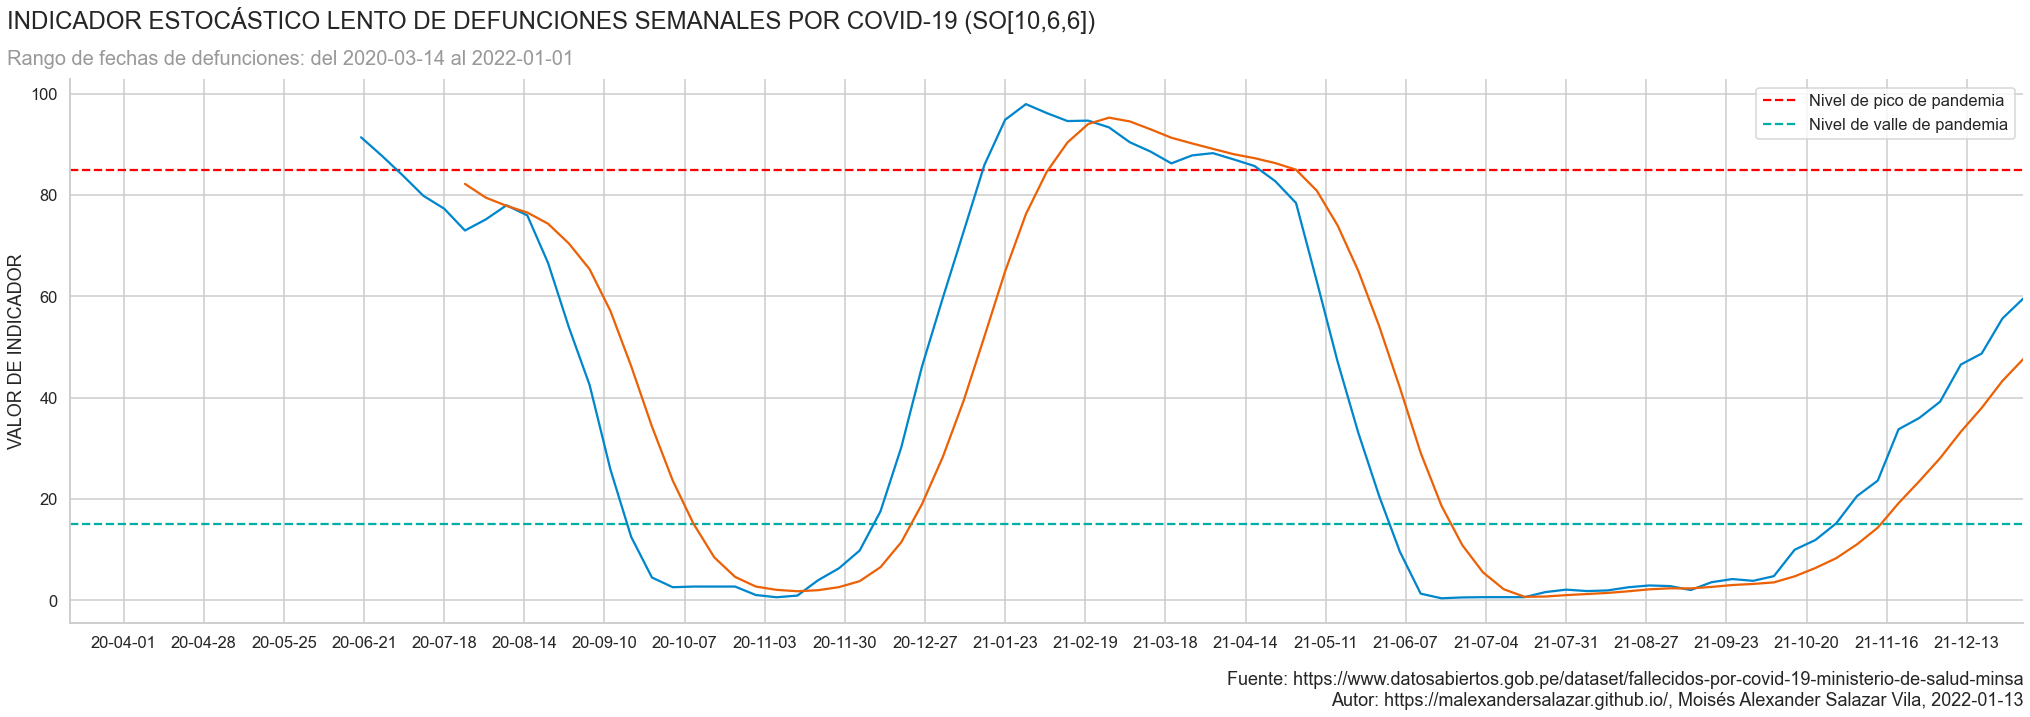 INDICADOR ESTOCÁSTICO LENTO DE DEFUNCIONES SEMANALES POR COVID-19 (SO[10,6,6])
Rango de fechas de defunciones: del 2020-03-14 al 2022-01-01
Nivel de pico de pandemia
Nivel de valle de pandemia
VALOR DE INDICADOR
100
80
60
40
20
0
20-04-01 20-04-28 20-05-25 20-06-21 20-07-18 20-08-14 20-09-10 20-10-07 20-11-03 20-11-30 20-12-27 21-01-23 21-02-19 21-03-18 21-04-14 21-05-11 21-06-07 21-07-04 21-07-31 21-08-27 21-09-23 21-10-20 21-11-16 21-12-13
Fuente: https://www.datosabiertos.gob.pe/dataset/fallecidos-por-covid-19-ministerio-de-salud-minsa
Autor: https://malexandersalazar.github.io/, Moisés Alexander Salazar Vila, 2022-01-13